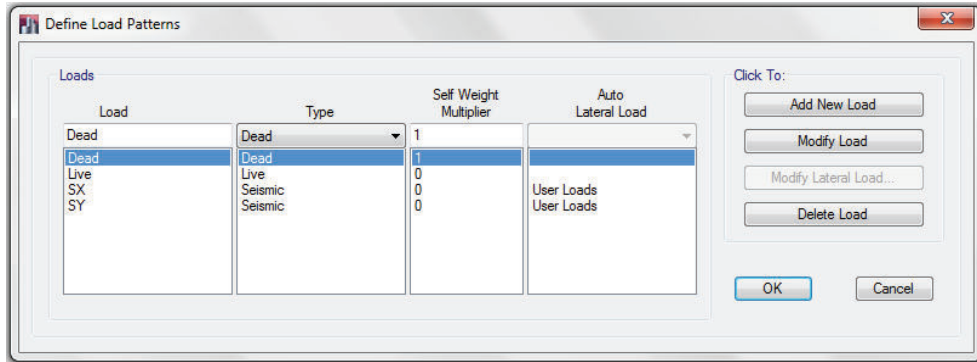 Define Load Patterns
Loads
Click To:
Load Type Self Weight Multiplier Auto Lateral Load
Dead Dead 1
Dead Dead 1
Live Live 0
SX Seismic 0 User Loads
SY Seismic 0 User Loads
Add New Load
Modify Load
Modify Lateral Load...
Delete Load
OK Cancel